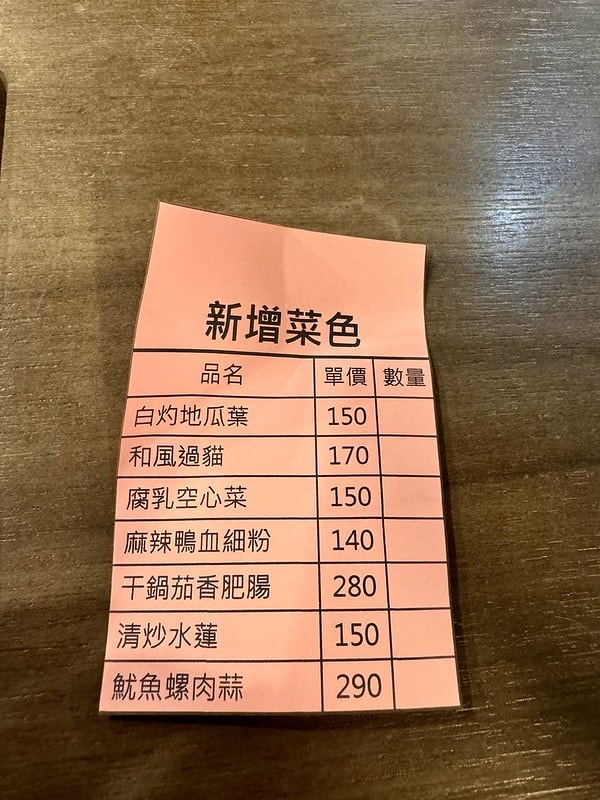 新增菜色
品名 單價 數量
白灼地瓜葉 150
和風過貓 170
腐乳空心菜 150
麻辣鴨血細粉 140
干鍋茄香肥腸 280
清炒水蓮 150
魷魚螺肉蒜 290